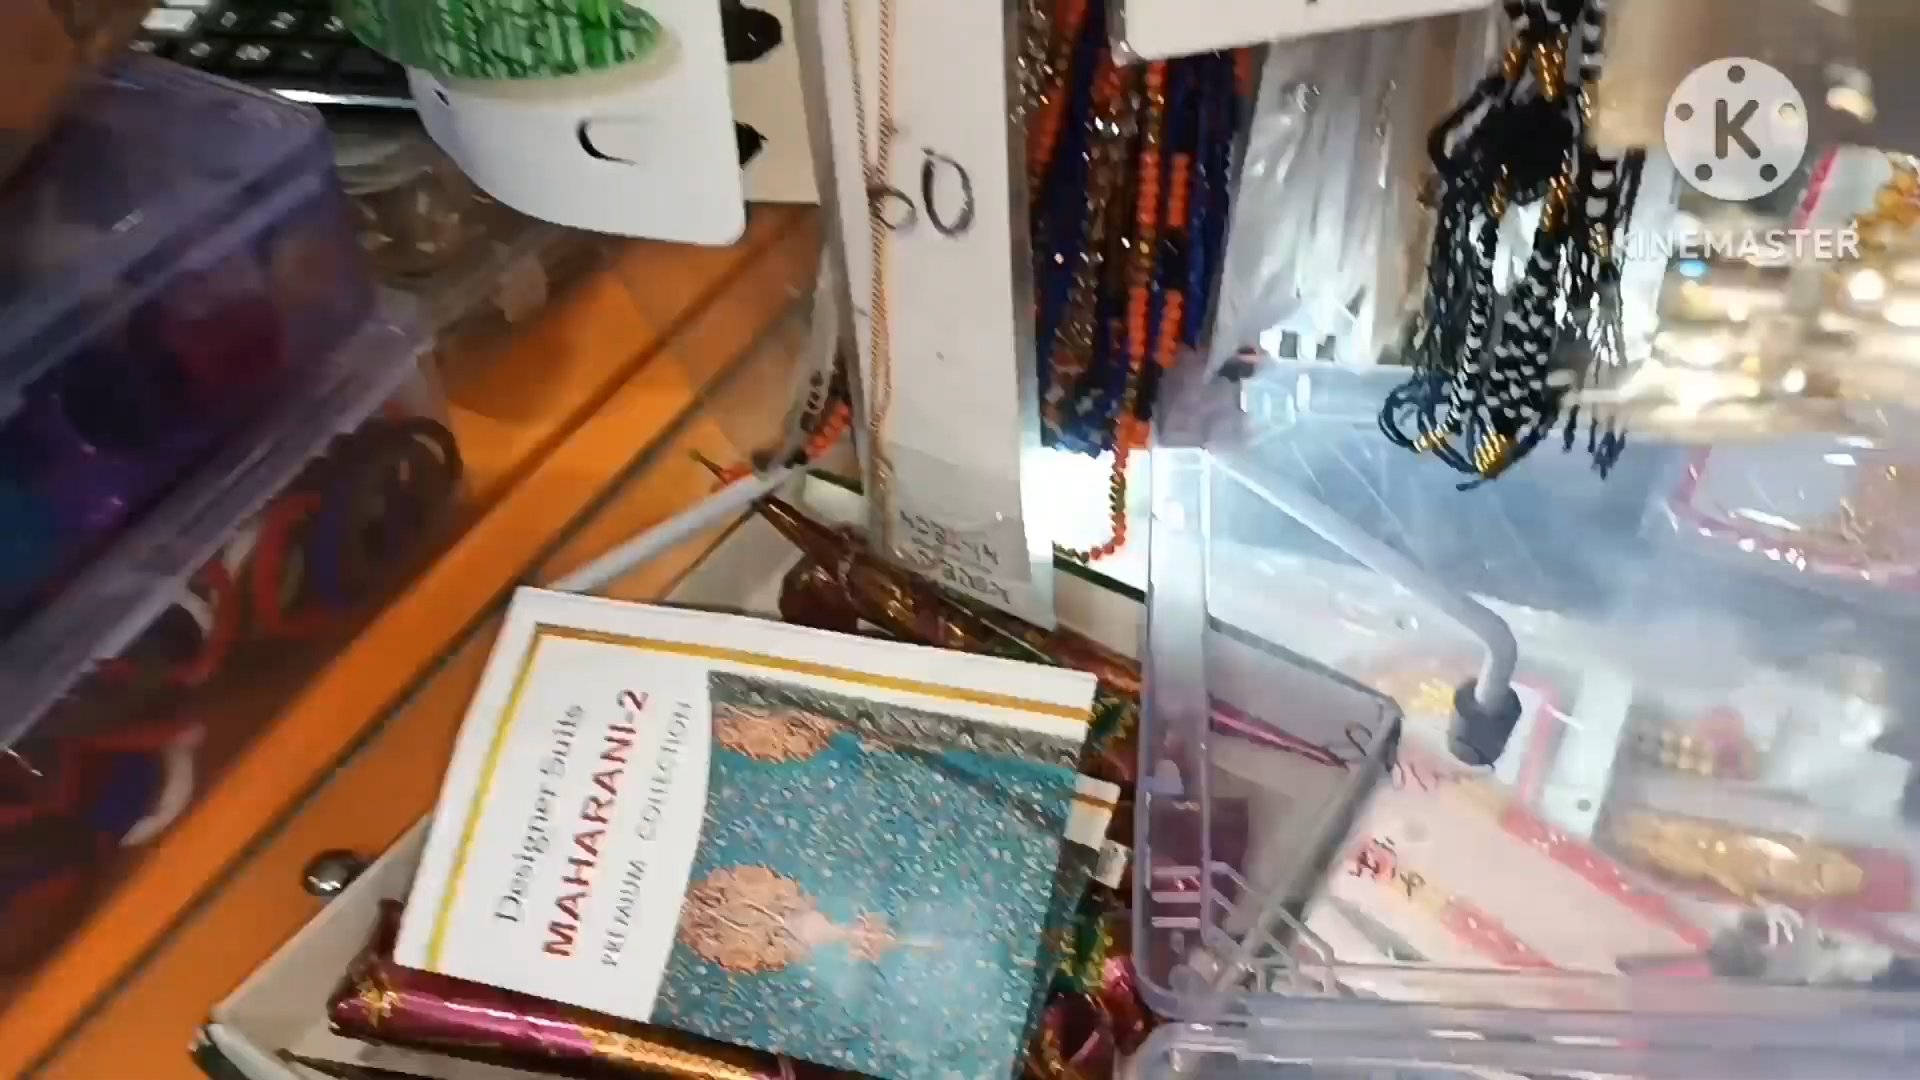 60
K
KINEMASTER
Designer Suits
MAHARANI-2
PREMIUM COLLECTION